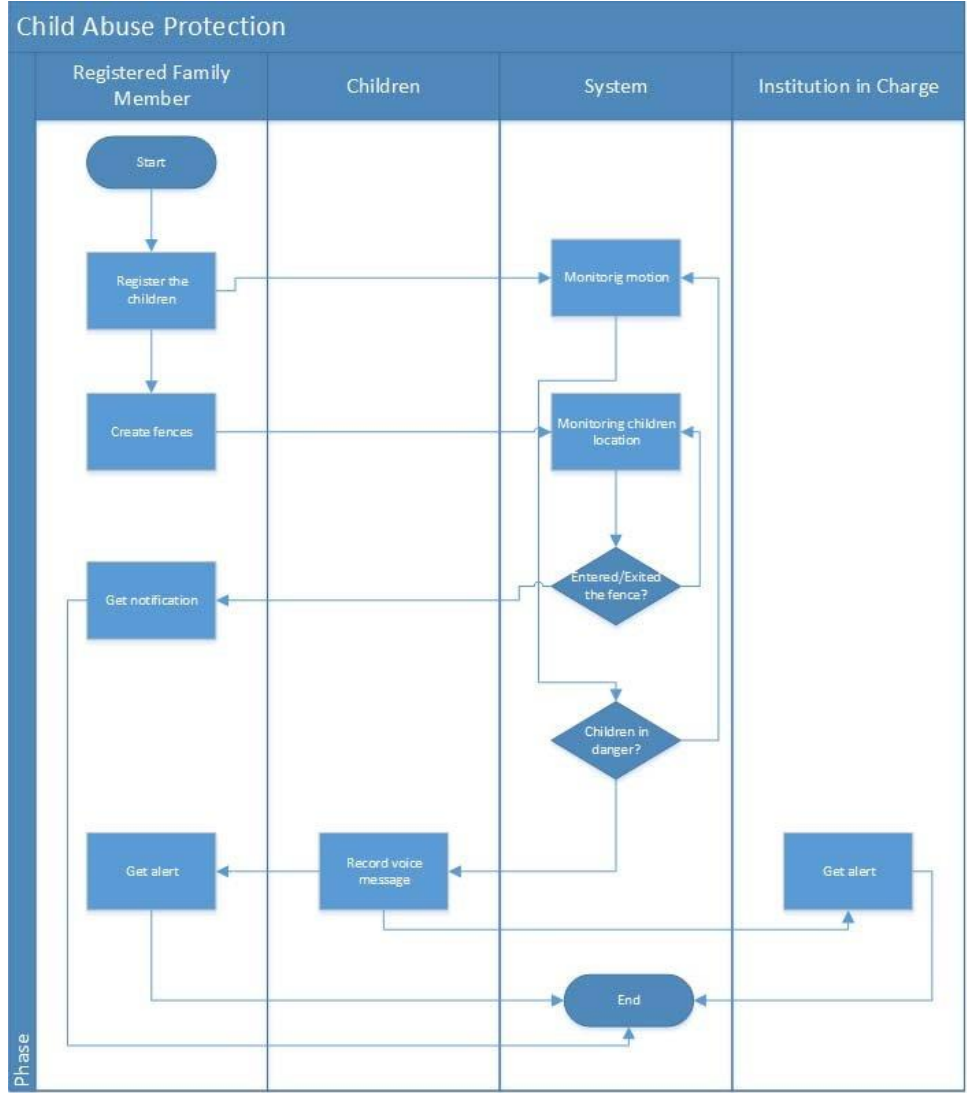 Child Abuse Protection
Registered Family
Member
Children
System
Institution in Charge
Start
Register the
children
Monitorig motion
Create fences
Monitoring children
location
Get notification
Entered/Exited
the fence?
Children in
danger?
Get alert
Record voice
message
Get alert
End
Phase